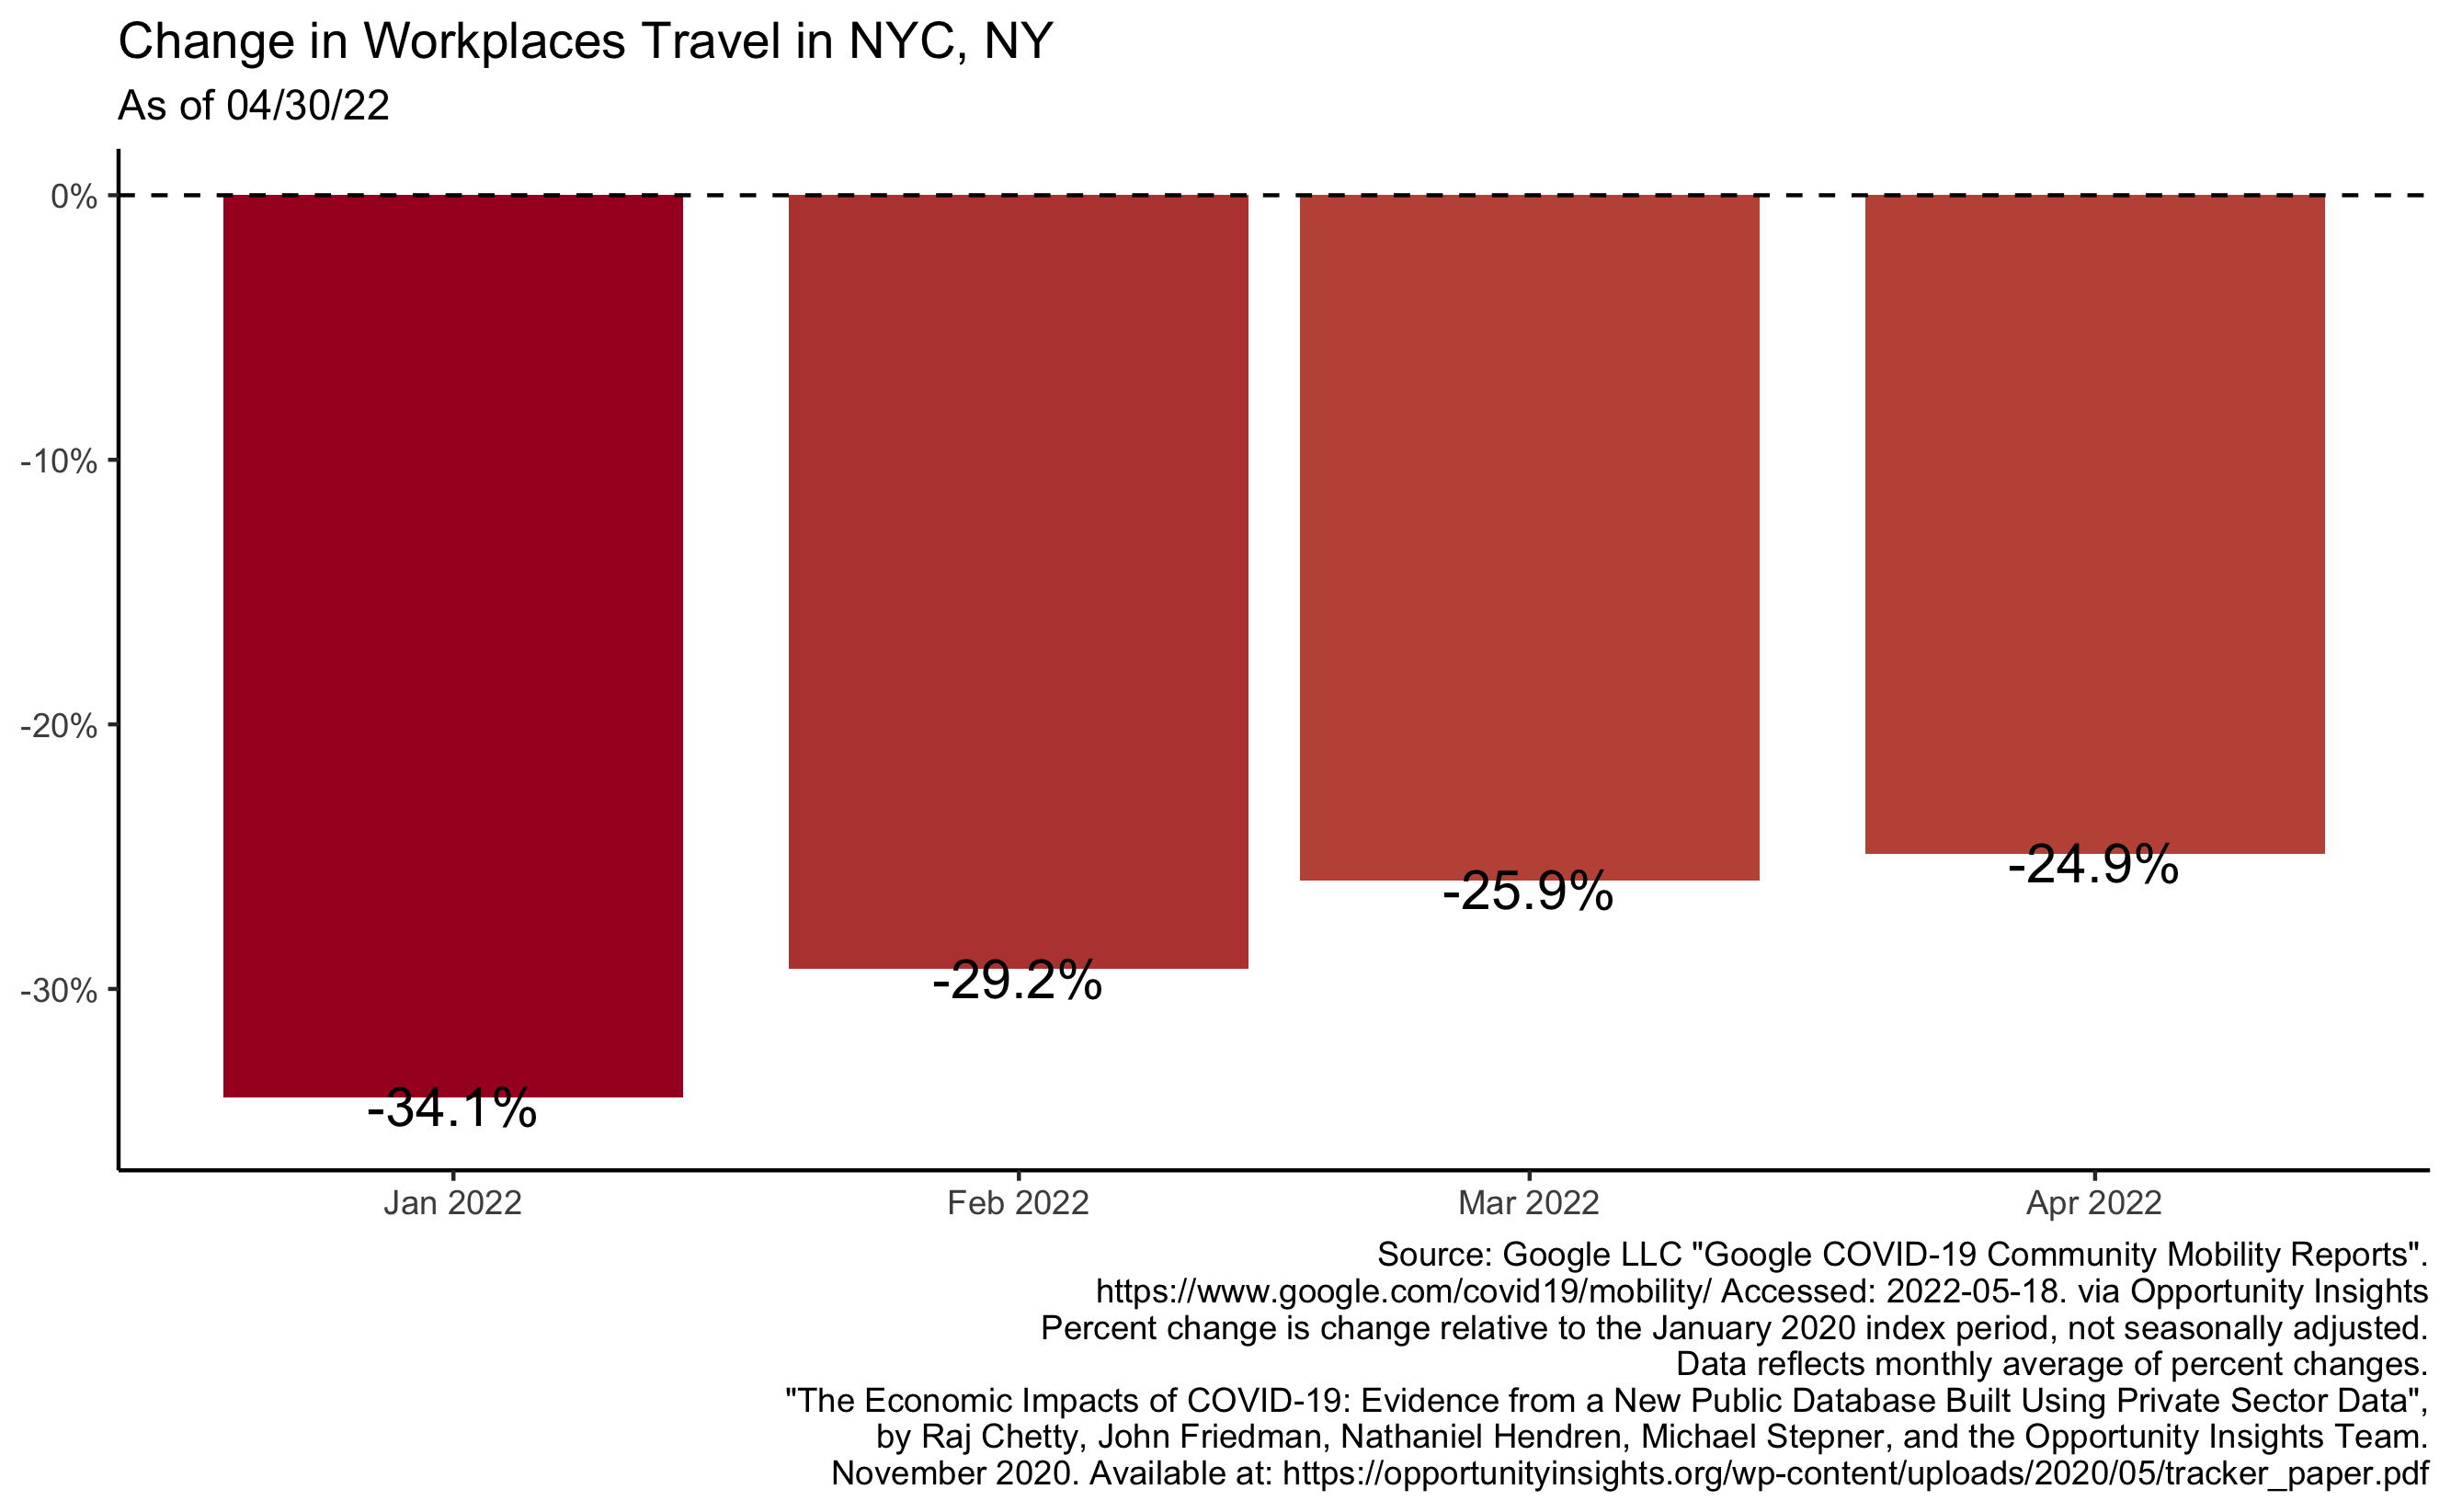 Change in Workplaces Travel in NYC, NY
As of 04/30/22
0%
-10%
-20%
-30%
-34.1%
-29.2%
-25.9%
-24.9%
Jan 2022
Feb 2022
Mar 2022
Apr 2022
Source: Google LLC "Google COVID-19 Community Mobility Reports".
https://www.google.com/covid19/mobility/ Accessed: 2022-05-18. via Opportunity Insights
Percent change is change relative to the January 2020 index period, not seasonally adjusted.
Data reflects monthly average of percent changes.
"The Economic Impacts of COVID-19: Evidence from a New Public Database Built Using Private Sector Data",
by Raj Chetty, John Friedman, Nathaniel Hendren, Michael Stepner, and the Opportunity Insights Team.
November 2020. Available at: https://opportunityinsights.org/wp-content/uploads/2020/05/tracker_paper.pdf